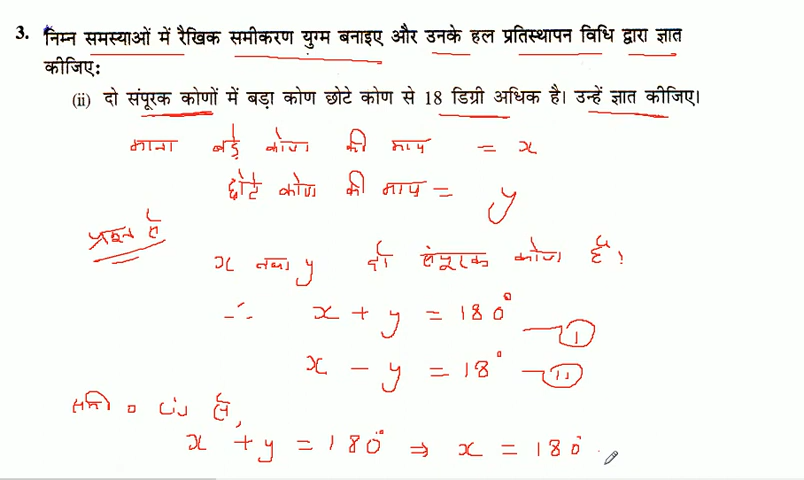 3. निम्न समस्याओं में रैखिक समीकरण युग्म बनाइए और उनके हल प्रतिस्थापन विधि द्वारा ज्ञात
कीजिए:
(ii) दो संपूरक कोणों में बड़ा कोण छोटे कोण से 18 डिग्री अधिक है। उन्हें ज्ञात कीजिए।
माना बड़े कोण की माप = x
छोटे कोण की माप = y
प्रश्न से
x तथा y दो संपूरक कोण हैं।
∴ x + y = 180° — (I)
x - y = 18° — (II)
समी० से,
x + y = 180° ⇒ x = 180